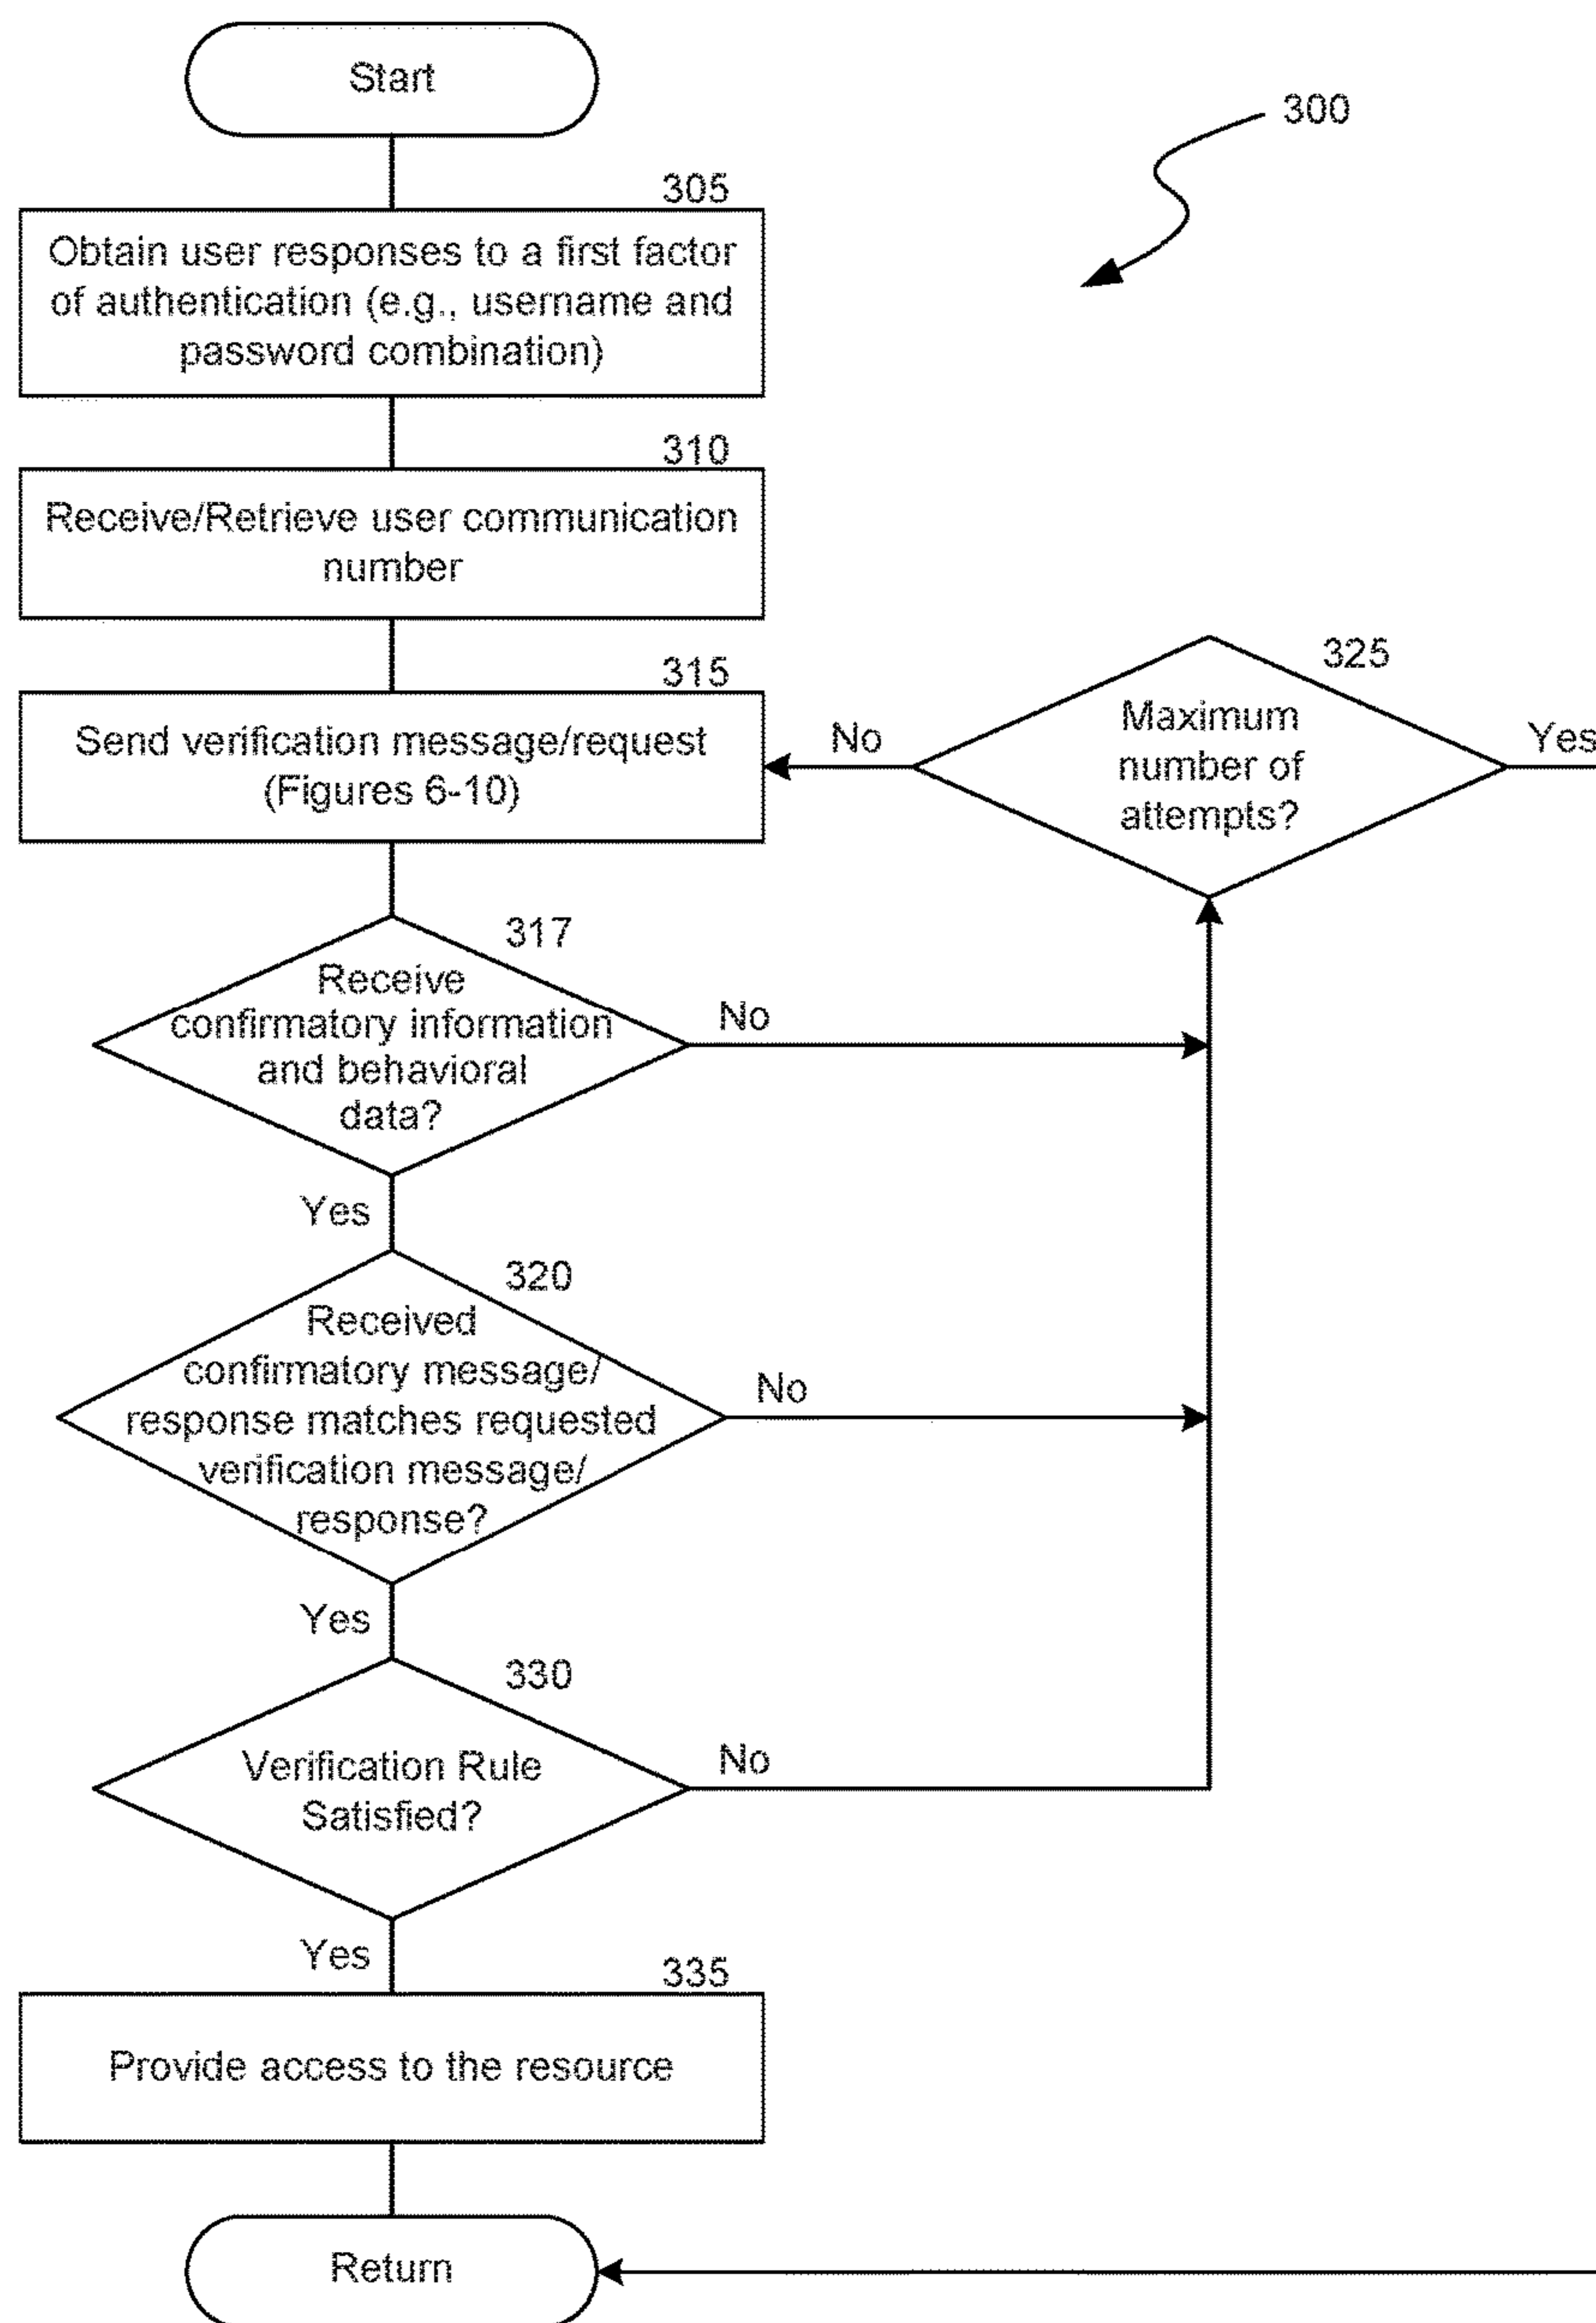 Start
300
305
Obtain user responses to a first factor
of authentication (e.g., username and
password combination)
310
Receive/Retrieve user communication
number
315
Send verification message/request
(Figures 6-10)
325
Maximum
number of
attempts?
No
Yes
317
Receive
confirmatory information
and behavioral
data?
No
Yes
320
Received
confirmatory message/
response matches requested
verification message/
response?
No
Yes
330
Verification Rule
Satisfied?
No
Yes
335
Provide access to the resource
Return